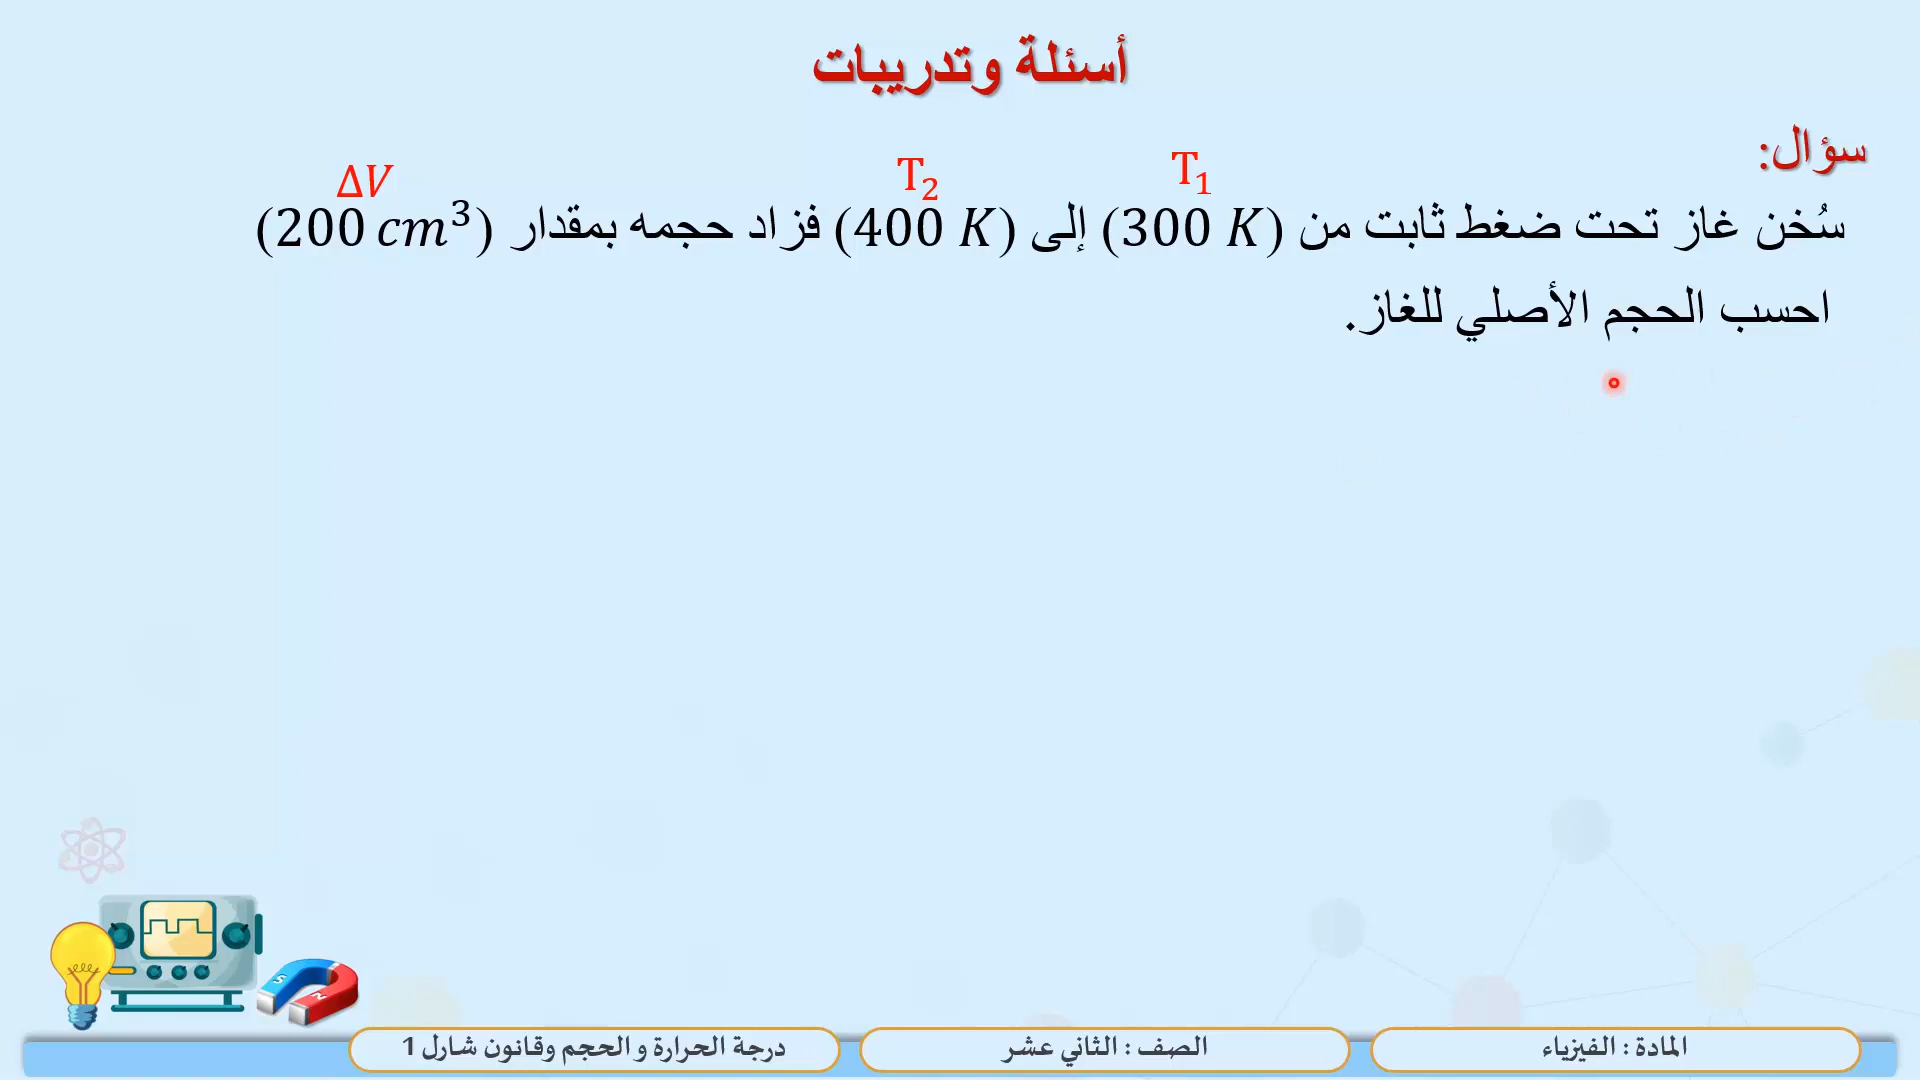 أسئلة وتدريبات
سؤال:
T₁ T₂ ΔV
سُخن غاز تحت ضغط ثابت من (300 K) إلى (400 K) فزاد حجمه بمقدار (200 cm³)
احسب الحجم الأصلي للغاز.
S N
المادة : الفيزياء
الصف : الثاني عشر
درجة الحرارة و الحجم وقانون شارل 1